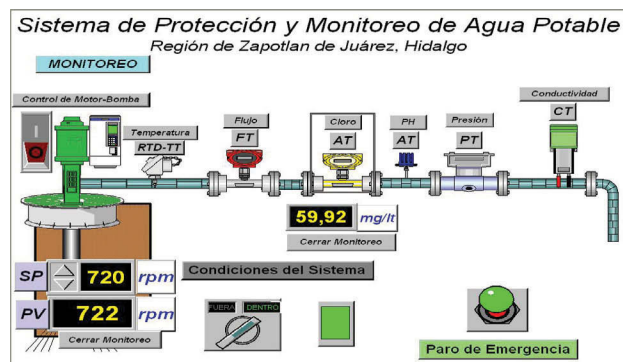 Sistema de Protección y Monitoreo de Agua Potable
Región de Zapotlan de Juárez, Hidalgo
MONITOREO
Control de Motor-Bomba
Temperatura
RTD-TT
Flujo
FT
Cloro
AT
PH
AT
Presión
PT
Conductividad
CT
59,92 mg/lt
Cerrar Monitoreo
SP 720 rpm
Condiciones del Sistema
PV 722 rpm
Cerrar Monitoreo
FUERA DENTRO
Paro de Emergencia